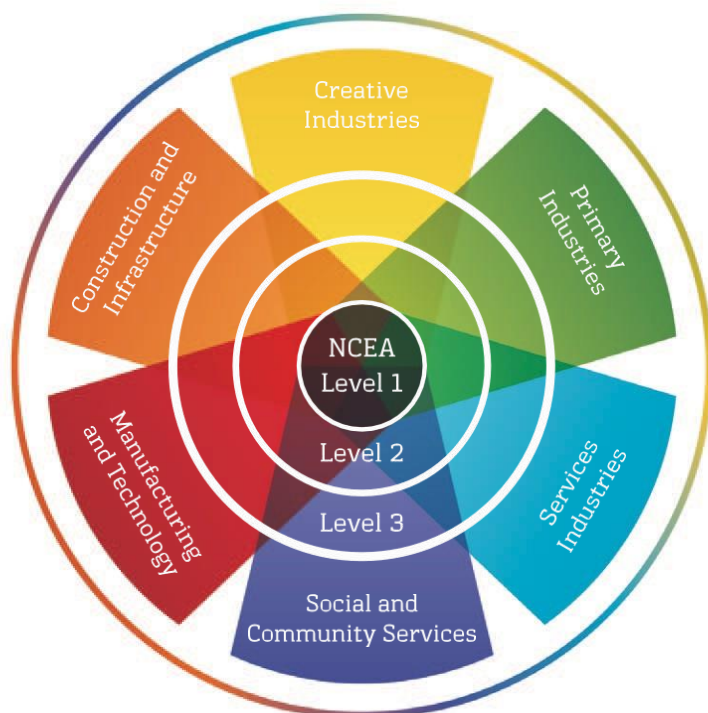 Creative
Industries
Primary
Industries
Services
Industries
Social and
Community Services
Manufacturing
and Technology
Construction and
Infrastructure
NCEA
Level 1
Level 2
Level 3